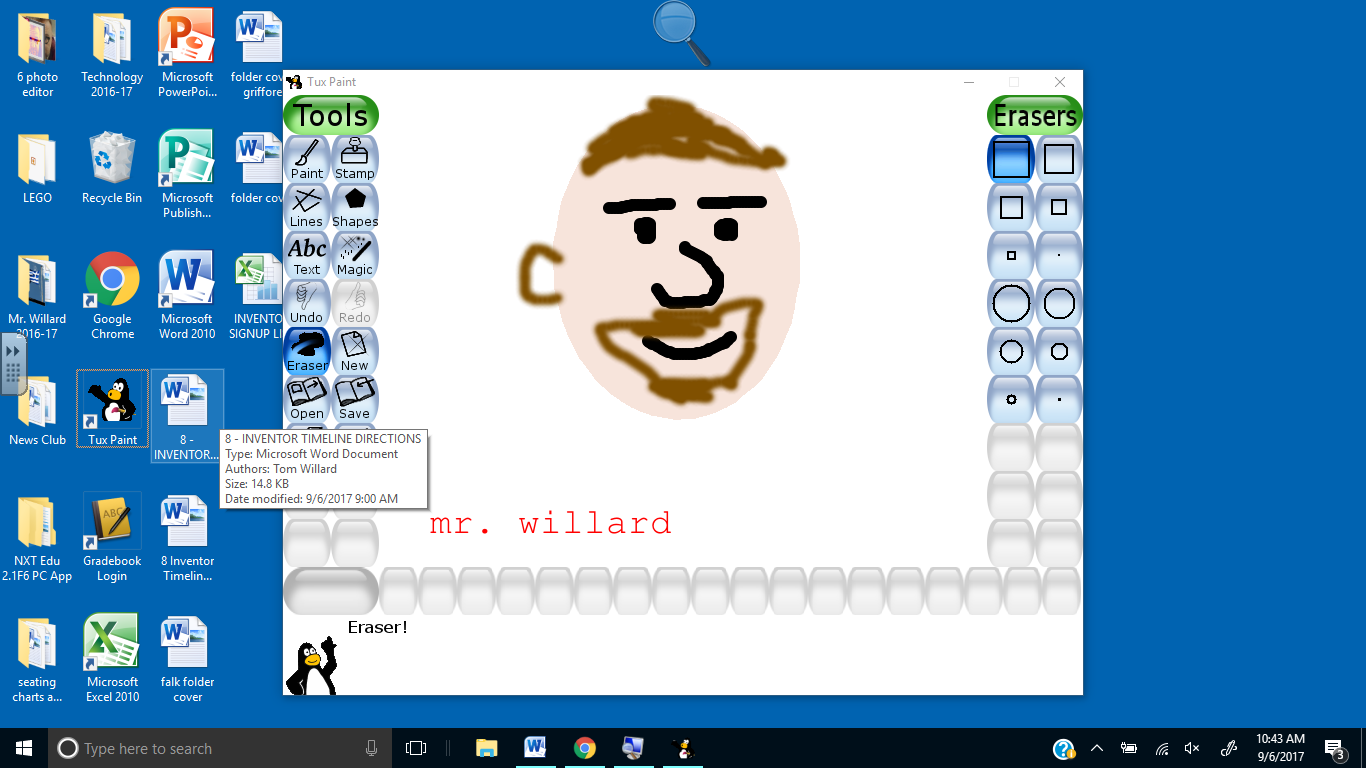 6 photo
editor
Technology
2016-17
Microsoft
PowerPoi...
folder cov
griffore
LEGO
Recycle Bin
Microsoft
Publish...
folder cov
Mr. Willard
2016-17
Google
Chrome
Microsoft
Word 2010
INVENTO
SIGNUP LI
News Club
Tux Paint
8 -
INVENTOR...
NXT Edu
2.1F6 PC App
Gradebook
Login
8 Inventor
Timelin...
seating
charts a...
Microsoft
Excel 2010
falk folder
cover
ABC
8 - INVENTOR TIMELINE DIRECTIONS
Type: Microsoft Word Document
Authors: Tom Willard
Size: 14.8 KB
Date modified: 9/6/2017 9:00 AM
Tux Paint
Tools
Paint
Stamp
Lines
Shapes
Abc
Text
Magic
Undo
Redo
Eraser
New
Open
Save
Erasers
mr. willard
Eraser!
Type here to search
10:43 AM
9/6/2017
3